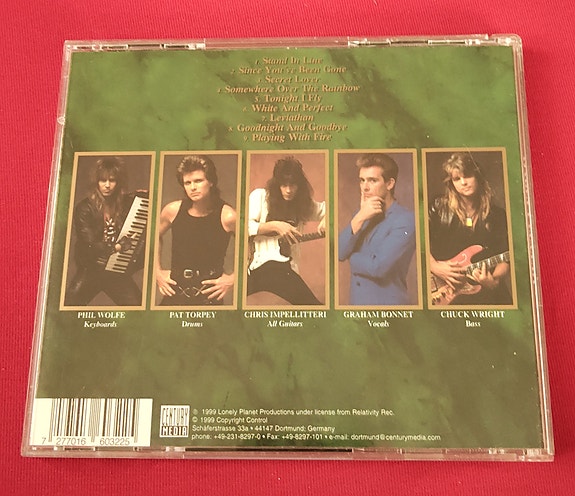 1. Stand In Line
2. Since You've Been Gone
3. Secret Lover
4. Somewhere Over The Rainbow
5. Tonight I Fly
6. White And Perfect
7. Leviathan
8. Goodnight And Goodbye
9. Playing With Fire
PHIL WOLFE
Keyboards
PAT TORPEY
Drums
CHRIS IMPELLITTERI
All Guitars
GRAHAM BONNET
Vocals
CHUCK WRIGHT
Bass
7 277016 603225
CENTURY
MEDIA
℗ 1999 Lonely Planet Productions under license from Relativity Rec.
© 1999 Copyright Control
Schäferstrasse 33a • 44147 Dortmund; Germany
phone: +49-231-8297-0 • Fax: +49-8297-101 • e-mail: dortmund@centurymedia.com